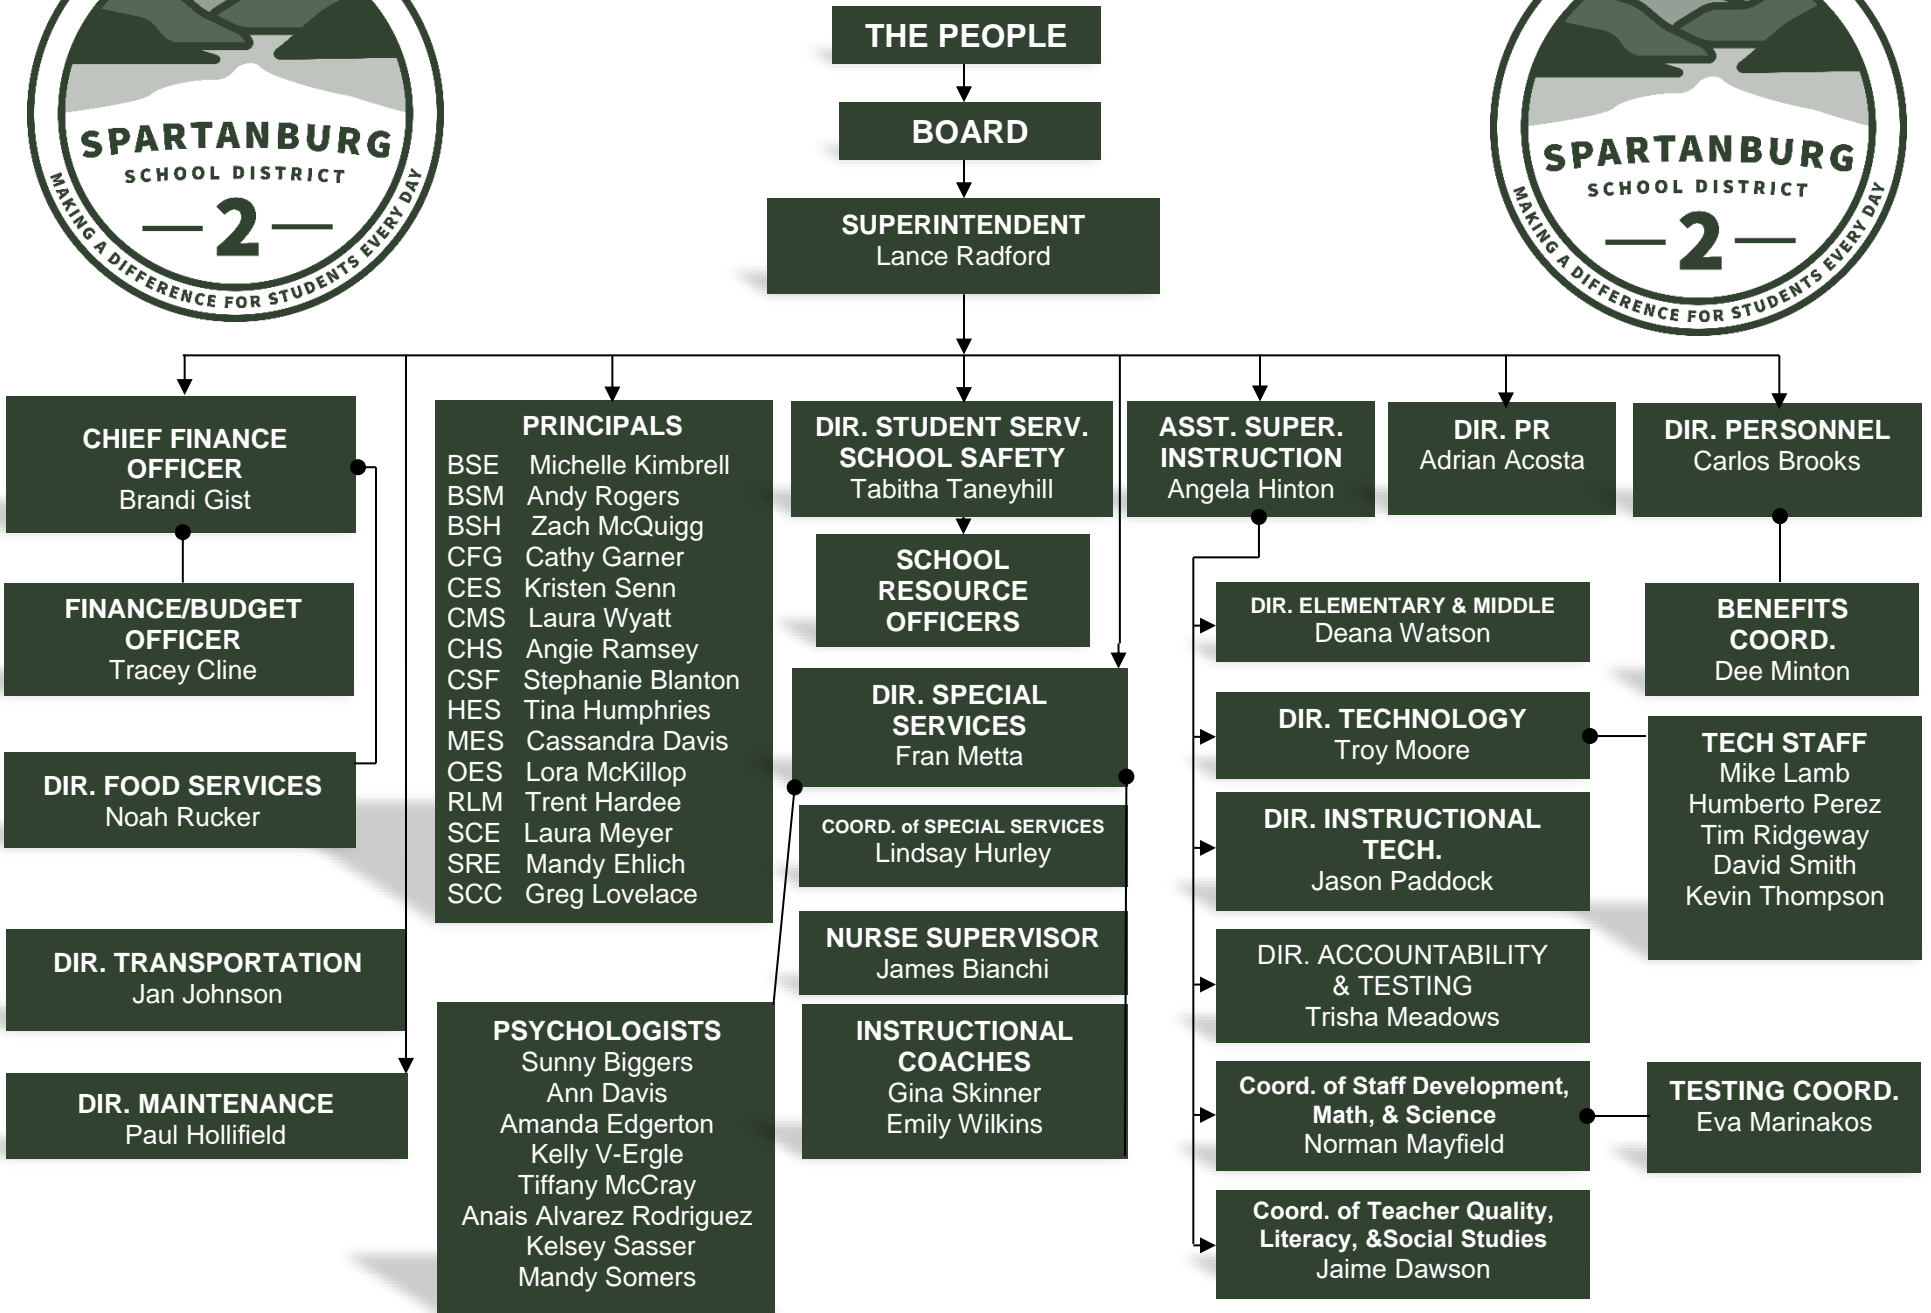 SPARTANBURG
SCHOOL DISTRICT
2
MAKING A DIFFERENCE FOR STUDENTS EVERY DAY
THE PEOPLE
BOARD
SUPERINTENDENT
Lance Radford
SPARTANBURG
SCHOOL DISTRICT
2
MAKING A DIFFERENCE FOR STUDENTS EVERY DAY
CHIEF FINANCE
OFFICER
Brandi Gist
FINANCE/BUDGET
OFFICER
Tracey Cline
DIR. FOOD SERVICES
Noah Rucker
DIR. TRANSPORTATION
Jan Johnson
DIR. MAINTENANCE
Paul Hollifield
PRINCIPALS
BSE Michelle Kimbrell
BSM Andy Rogers
BSH Zach McQuigg
CFG Cathy Garner
CES Kristen Senn
CMS Laura Wyatt
CHS Angie Ramsey
CSF Stephanie Blanton
HES Tina Humphries
MES Cassandra Davis
OES Lora McKillop
RLM Trent Hardee
SCE Laura Meyer
SRE Mandy Ehlich
SCC Greg Lovelace
PSYCHOLOGISTS
Sunny Biggers
Ann Davis
Amanda Edgerton
Kelly V-Ergle
Tiffany McCray
Anais Alvarez Rodriguez
Kelsey Sasser
Mandy Somers
DIR. STUDENT SERV.
SCHOOL SAFETY
Tabitha Taneyhill
SCHOOL
RESOURCE
OFFICERS
DIR. SPECIAL
SERVICES
Fran Metta
COORD. of SPECIAL SERVICES
Lindsay Hurley
NURSE SUPERVISOR
James Bianchi
INSTRUCTIONAL
COACHES
Gina Skinner
Emily Wilkins
ASST. SUPER.
INSTRUCTION
Angela Hinton
DIR. ELEMENTARY & MIDDLE
Deana Watson
DIR. TECHNOLOGY
Troy Moore
DIR. INSTRUCTIONAL
TECH.
Jason Paddock
DIR. ACCOUNTABILITY
& TESTING
Trisha Meadows
Coord. of Staff Development,
Math, & Science
Norman Mayfield
Coord. of Teacher Quality,
Literacy, &Social Studies
Jaime Dawson
DIR. PR
Adrian Acosta
DIR. PERSONNEL
Carlos Brooks
BENEFITS
COORD.
Dee Minton
TECH STAFF
Mike Lamb
Humberto Perez
Tim Ridgeway
David Smith
Kevin Thompson
TESTING COORD.
Eva Marinakos